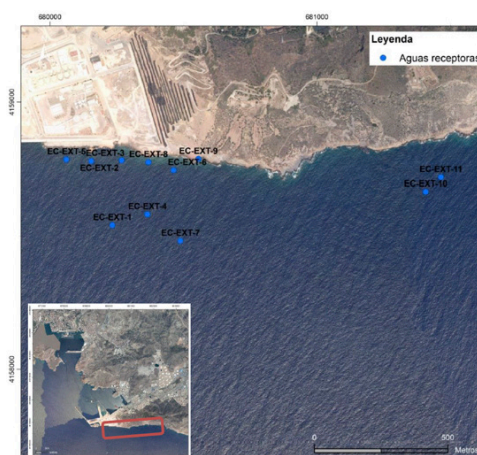 680000
681000
Leyenda
Aguas receptoras
4159000
EC-EXT-5
EC-EXT-3
EC-EXT-8
EC-EXT-9
EC-EXT-2
EC-EXT-6
EC-EXT-11
EC-EXT-10
EC-EXT-4
EC-EXT-1
EC-EXT-7
4158000
0
500
Metros